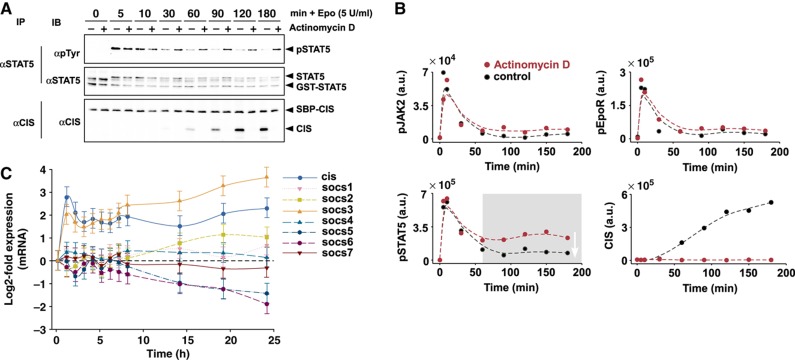 A
IP IB 0 5 10 30 60 90 120 180 min + Epo (5 U/ml)
− + − + − + − + − + − + − + − + Actinomycin D
αSTAT5 αpTyr pSTAT5
αSTAT5 STAT5
GST-STAT5
αCIS αCIS SBP-CIS
CIS
B
×10⁴
7
3.5
0
pJAK2 (a.u.)
0 50 100 150 200
Time (min)
Actinomycin D
control
×10⁵
3
1.5
0
pEpoR (a.u.)
0 50 100 150 200
Time (min)
×10⁵
7
3.5
0
pSTAT5 (a.u.)
0 50 100 150 200
Time (min)
×10⁵
6
3
0
CIS (a.u.)
0 50 100 150 200
Time (min)
C
Log2-fold expression
(mRNA)
4
3
2
1
0
−1
−2
−3
0 5 10 15 20 25
Time (h)
cis
socs1
socs2
socs3
socs4
socs5
socs6
socs7